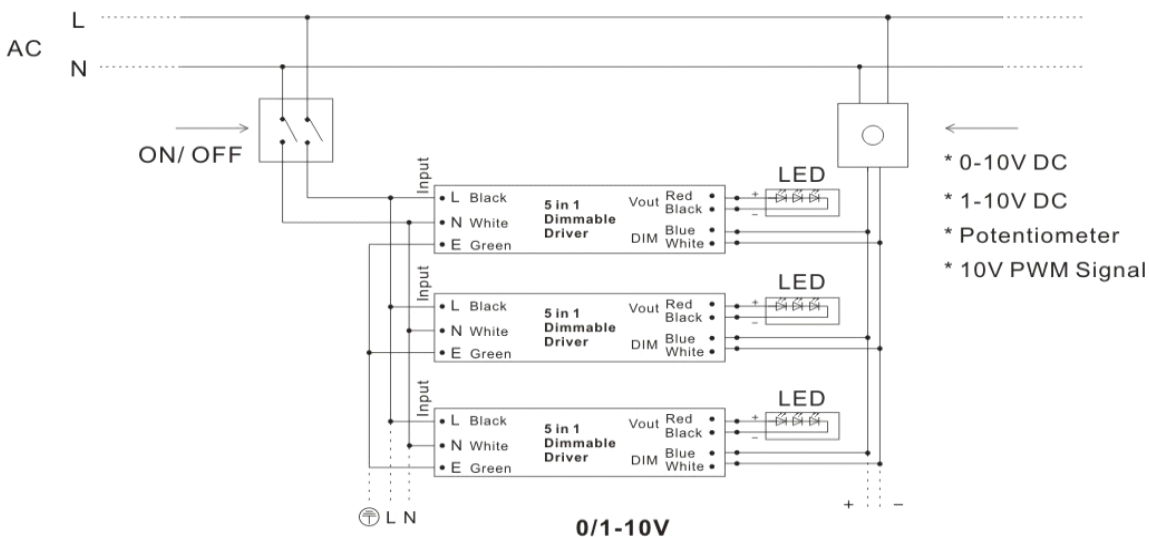 L
AC
N
ON/ OFF
* 0-10V DC
* 1-10V DC
* Potentiometer
* 10V PWM Signal
Input
L Black
N White
E Green
5 in 1
Dimmable
Driver
Vout
Red
Black
DIM
Blue
White
LED
+
–
Input
L Black
N White
E Green
5 in 1
Dimmable
Driver
Vout
Red
Black
DIM
Blue
White
LED
+
–
Input
L Black
N White
E Green
5 in 1
Dimmable
Driver
Vout
Red
Black
DIM
Blue
White
LED
+
–
L N
+ –
0/1-10V